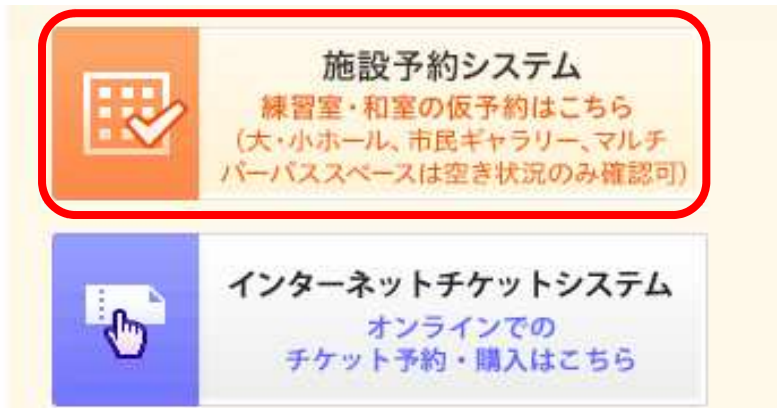 施設予約システム
練習室・和室の仮予約はこちら
(大・小ホール、市民ギャラリー、マルチ
パーパススペースは空き状況のみ確認可)
インターネットチケットシステム
オンラインでの
チケット予約・購入はこちら